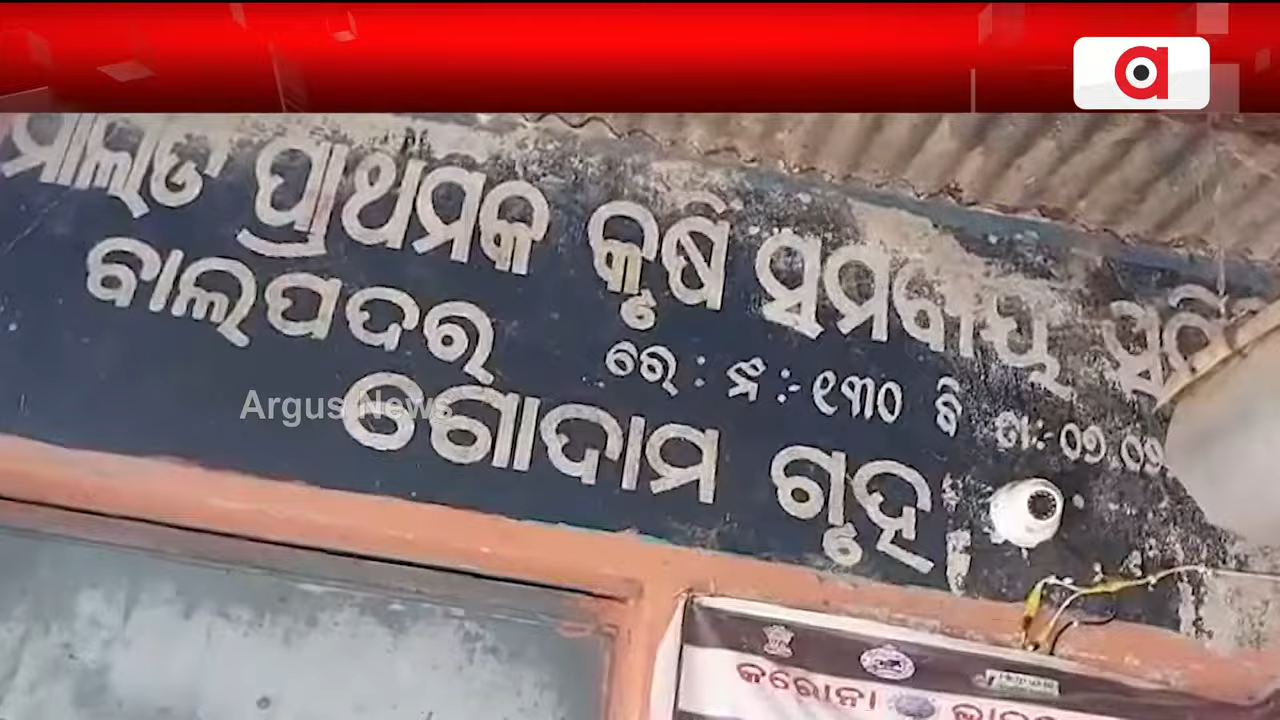 ପ୍ରାଥମିକ କୃଷି ସମବାୟ
ବାଲପଦର ରେ: ନଂ:- ୧୩୦ ବି ତା:-
ଗୋଦାମ ଗୃହ
Argus News
କରୋନା